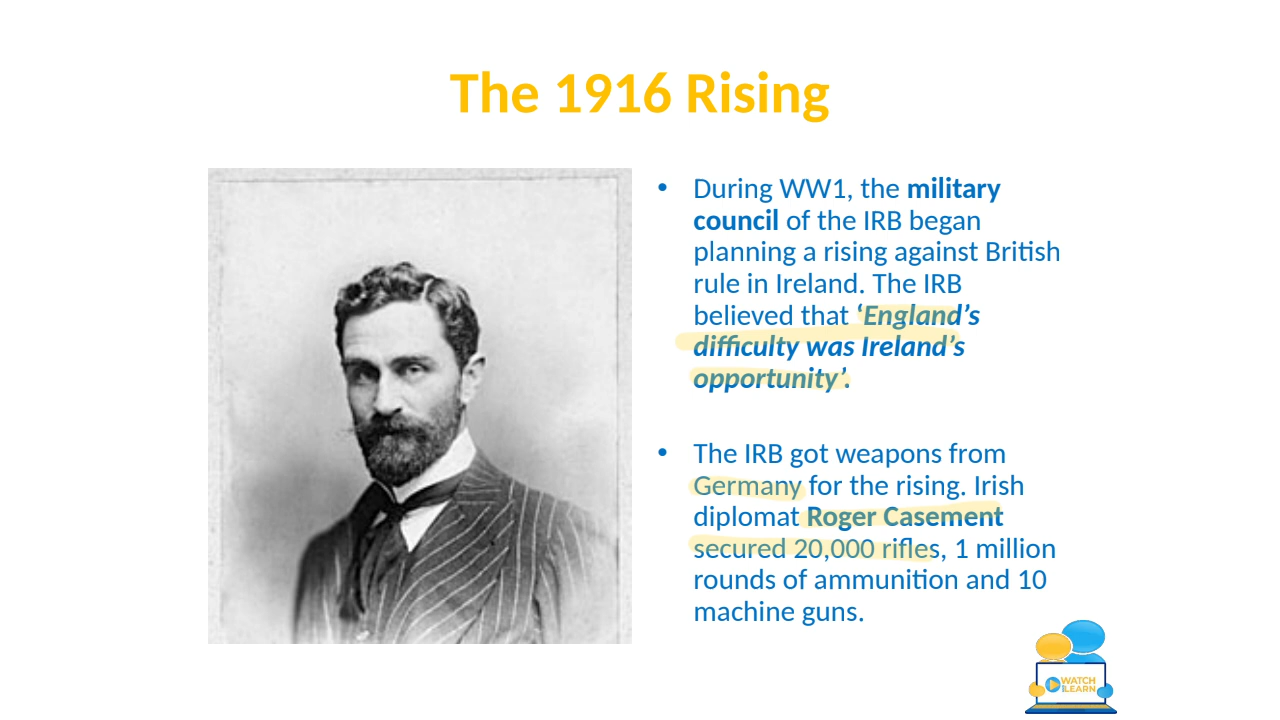 The 1916 Rising
• During WW1, the military
council of the IRB began
planning a rising against British
rule in Ireland. The IRB
believed that ‘England’s
difficulty was Ireland’s
opportunity’.
• The IRB got weapons from
Germany for the rising. Irish
diplomat Roger Casement
secured 20,000 rifles, 1 million
rounds of ammunition and 10
machine guns.
WATCH
2LEARN